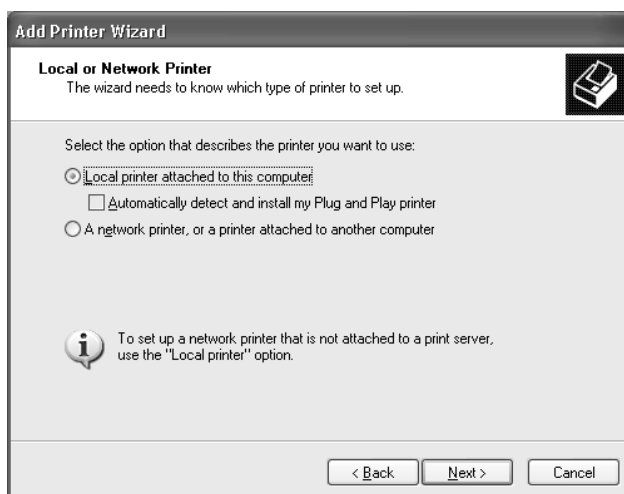 Add Printer Wizard
Local or Network Printer
The wizard needs to know which type of printer to set up.
Select the option that describes the printer you want to use:
Local printer attached to this computer
Automatically detect and install my Plug and Play printer
A network printer, or a printer attached to another computer
To set up a network printer that is not attached to a print server,
use the "Local printer" option.
< Back
Next >
Cancel